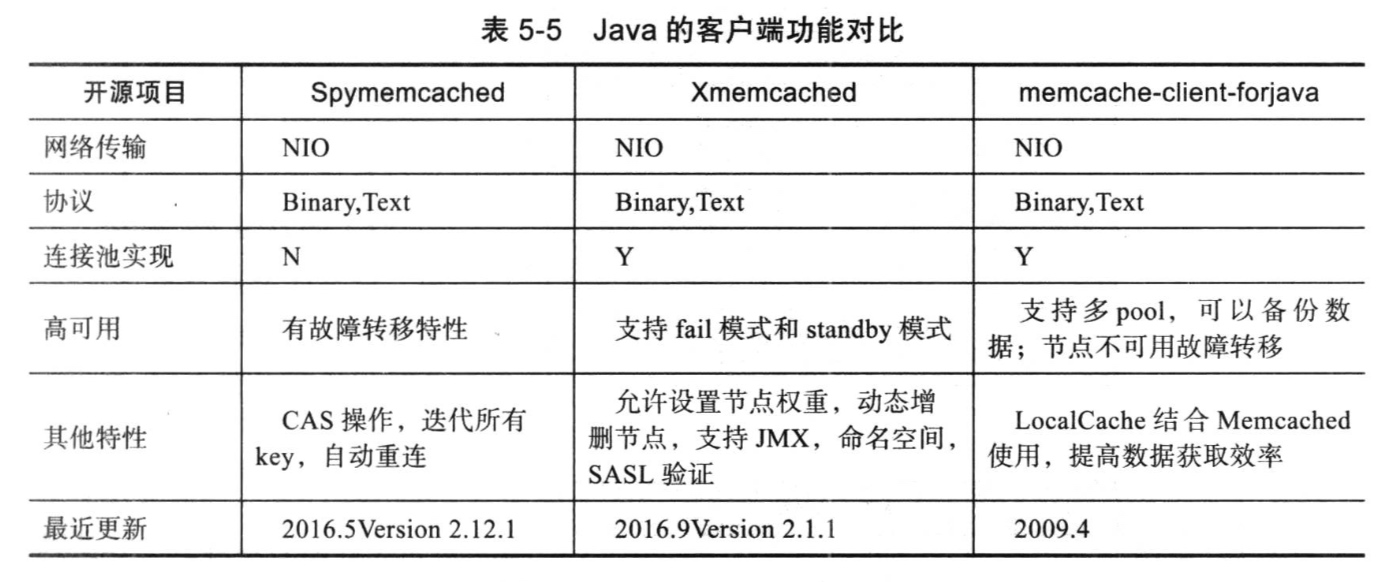 表 5-5 Java 的客户端功能对比
开源项目 Spymemcached Xmemcached memcache-client-forjava
网络传输 NIO NIO NIO
协议 Binary,Text Binary,Text Binary,Text
连接池实现 N Y Y
高可用 有故障转移特性 支持 fail 模式和 standby 模式 支持多 pool，可以备份数
据；节点不可用故障转移
其他特性 CAS 操作，迭代所有
key，自动重连
允许设置节点权重，动态增
删节点，支持 JMX，命名空间，
SASL 验证
LocalCache 结合 Memcached
使用，提高数据获取效率
最近更新 2016.5Version 2.12.1 2016.9Version 2.1.1 2009.4